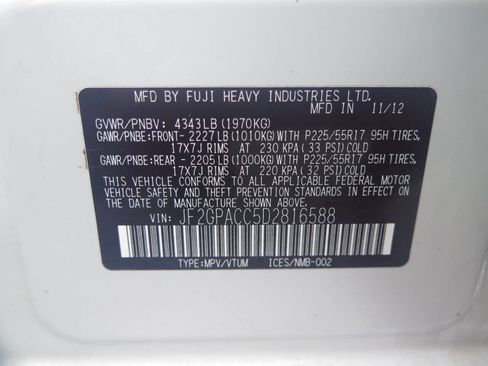 MFD BY FUJI HEAVY INDUSTRIES LTD.
MFD IN 11/12
GVWR/PNBV: 4343LB(1970KG)
GAWR/PNBE:FRONT-2227LB(1010KG)WITH P225/55R17 95H TIRES,
17X7J RIMS AT 230 KPA(33 PSI)COLD
GAWR/PNBE:REAR -2205LB(1000KG)WITH P225/55R17 95H TIRES,
17X7J RIMS AT 220 KPA(32 PSI)COLD
THIS VEHICLE CONFORMS TO ALL APPLICABLE FEDERAL MOTOR
VEHICLE SAFETY AND BUMPER STANDARDS IN EFFECT ON
THE DATE OF MANUFACTURE SHOWN ABOVE.
VIN: JF2GPACC5D2816588
TYPE:MPV/VTUM ICES/NMB-002